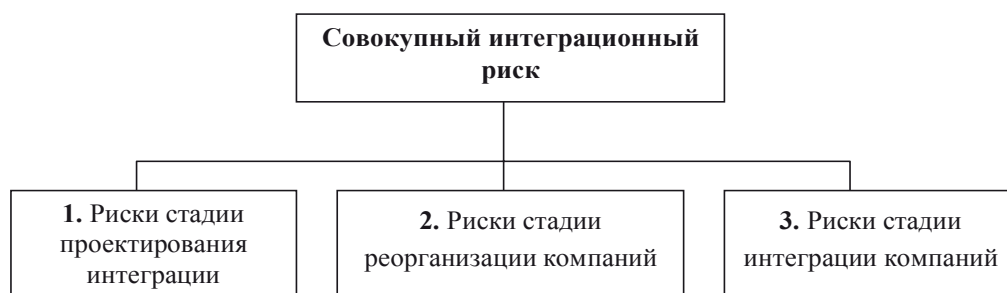 Совокупный интеграционный
риск
1. Риски стадии
проектирования
интеграции
2. Риски стадии
реорганизации компаний
3. Риски стадии
интеграции компаний